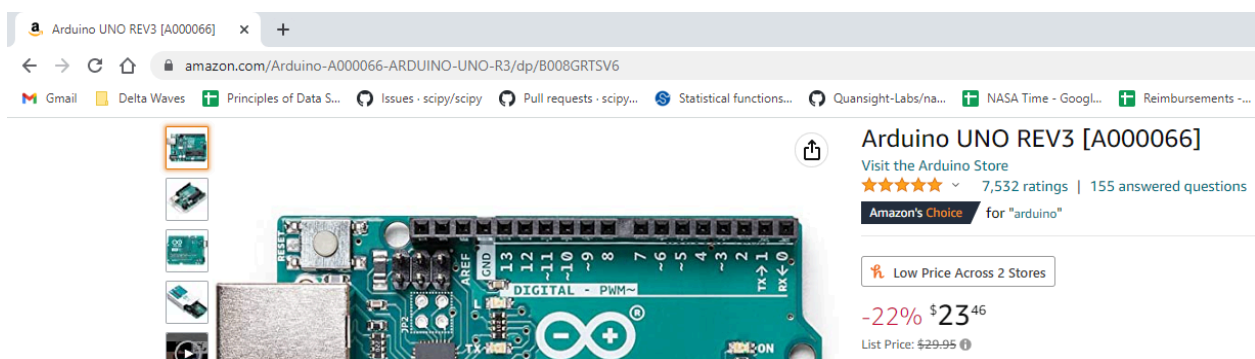 Arduino UNO REV3 [A000066]
amazon.com/Arduino-A000066-ARDUINO-UNO-R3/dp/B008GRTSV6
Gmail Delta Waves Principles of Data S... Issues · scipy/scipy Pull requests · scipy... Statistical functions... Quansight-Labs/na... NASA Time - Googl... Reimbursements -...
Arduino UNO REV3 [A000066]
Visit the Arduino Store
7,532 ratings | 155 answered questions
Amazon's Choice for "arduino"
Low Price Across 2 Stores
-22% $23⁴⁶
List Price: $29.95
RESET
AREF
GND
13
12
~11
~10
~9
8
7
~6
~5
4
~3
2
TX→1
RX←0
DIGITAL - PWM~
L
JP2
TX
ON